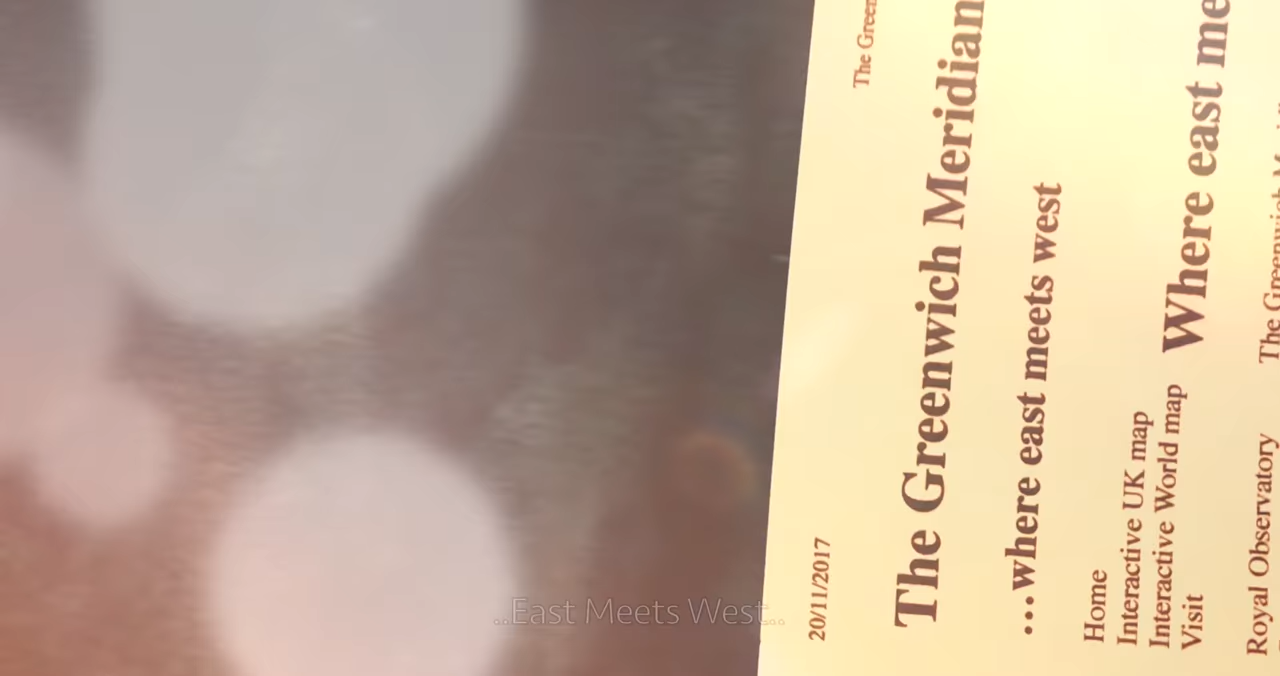 20/11/2017
The Green
The Greenwich Meridian
...where east meets west
Home
Interactive UK map
Interactive World map
Visit
Where east me
Royal Observatory
The Greenwich
..East Meets West..